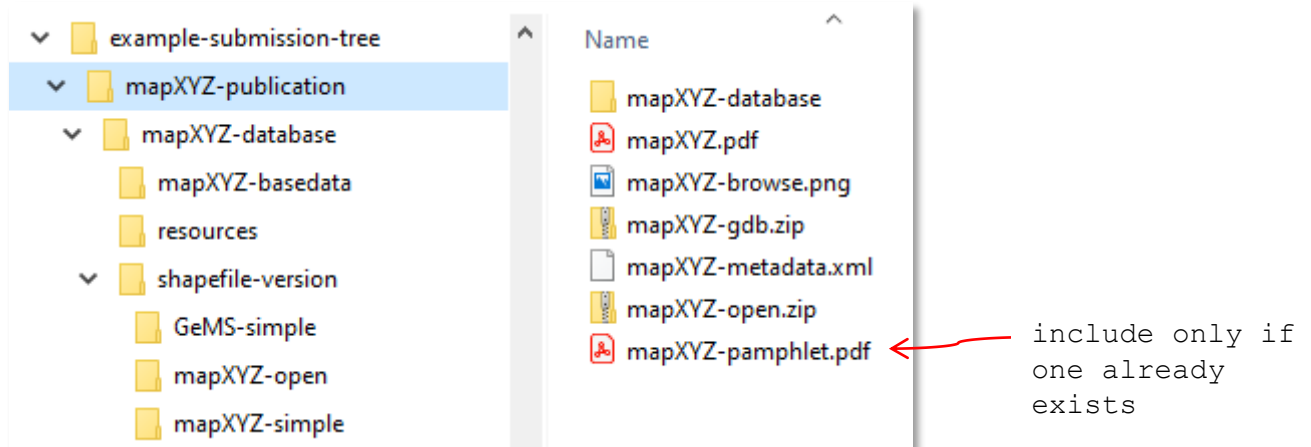 example-submission-tree
mapXYZ-publication
mapXYZ-database
mapXYZ-basedata
resources
shapefile-version
GeMS-simple
mapXYZ-open
mapXYZ-simple
Name
mapXYZ-database
mapXYZ.pdf
mapXYZ-browse.png
mapXYZ-gdb.zip
mapXYZ-metadata.xml
mapXYZ-open.zip
mapXYZ-pamphlet.pdf
include only if
one already
exists